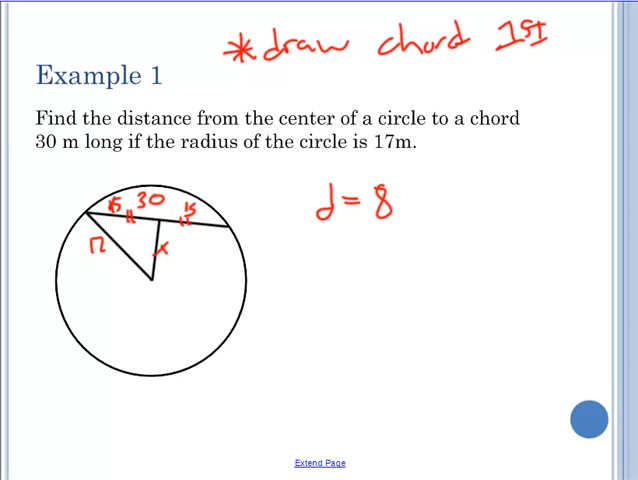 *draw chord 1st
Example 1
Find the distance from the center of a circle to a chord
30 m long if the radius of the circle is 17m.
15 30 15
17 x
d = 8
Extend Page